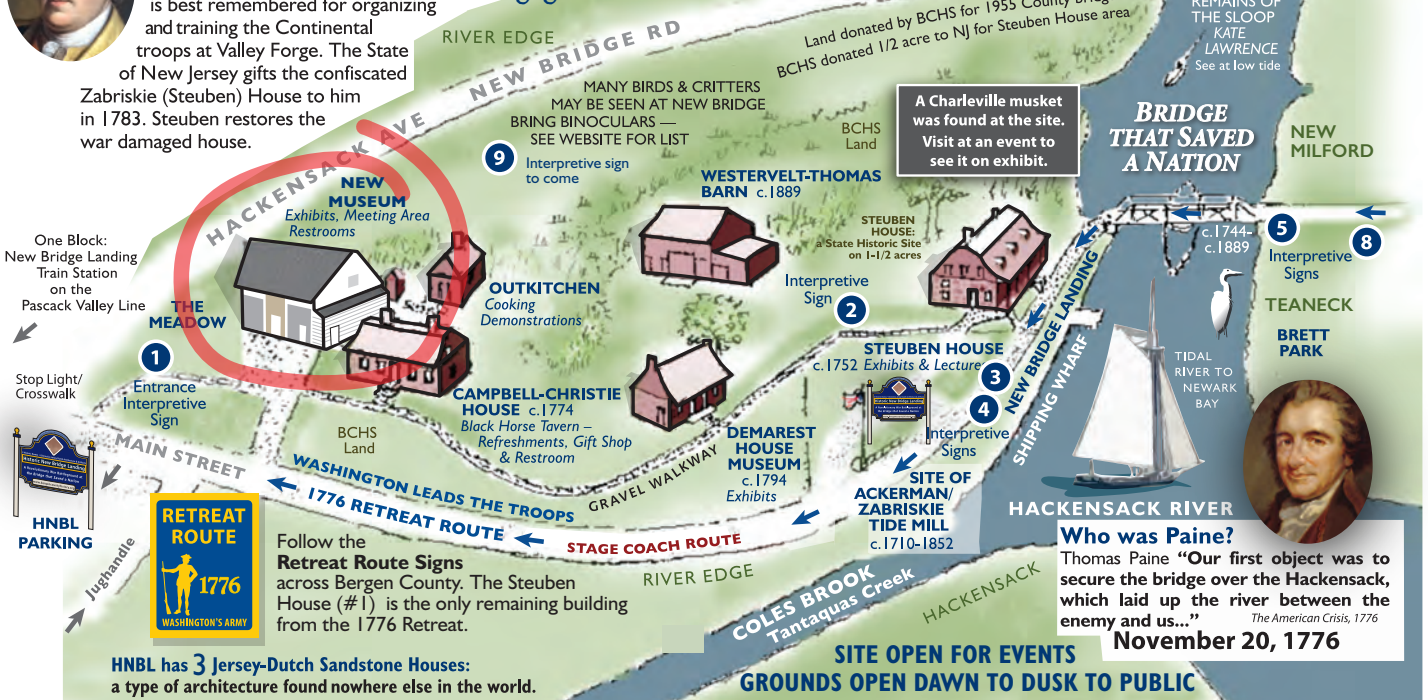 is best remembered for organizing
and training the Continental
troops at Valley Forge. The State
of New Jersey gifts the confiscated
Zabriskie (Steuben) House to him
in 1783. Steuben restores the
war damaged house.
RIVER EDGE
NEW BRIDGE RD
HACKENSACK AVE
Land donated by BCHS for 1955 County Bridge
BCHS donated 1/2 acre to NJ for Steuben House area
REMAINS OF
THE SLOOP
KATE
LAWRENCE
See at low tide
MANY BIRDS & CRITTERS
MAY BE SEEN AT NEW BRIDGE
BRING BINOCULARS —
SEE WEBSITE FOR LIST
9
Interpretive sign
to come
BCHS
Land
A Charleville musket
was found at the site.
Visit at an event to
see it on exhibit.
BRIDGE
THAT SAVED
A NATION
NEW
MILFORD
NEW
MUSEUM
Exhibits, Meeting Area
Restrooms
WESTERVELT-THOMAS
BARN c.1889
STEUBEN
HOUSE:
a State Historic Site
on 1-1/2 acres
c.1744-
c.1889
5
8
Interpretive
Signs
One Block:
New Bridge Landing
Train Station
on the
Pascack Valley Line
THE
MEADOW
1
Entrance
Interpretive
Sign
OUTKITCHEN
Cooking
Demonstrations
Interpretive
Sign
2
NEW BRIDGE LANDING
SHIPPING WHARF
TEANECK
BRETT
PARK
TIDAL
RIVER TO
NEWARK
BAY
STEUBEN HOUSE
c.1752 Exhibits & Lectures
3
4
Interpretive
Signs
Historic New Bridge Landing
Stop Light/
Crosswalk
CAMPBELL-CHRISTIE
HOUSE c.1774
Black Horse Tavern –
Refreshments, Gift Shop
& Restroom
BCHS
Land
DEMAREST
HOUSE
MUSEUM
c.1794
Exhibits
GRAVEL WALKWAY
SITE OF
ACKERMAN/
ZABRISKIE
TIDE MILL
c.1710-1852
HACKENSACK RIVER
MAIN STREET
Historic New Bridge Landing
HNBL
PARKING
Jughandle
WASHINGTON LEADS THE TROOPS
1776 RETREAT ROUTE
STAGE COACH ROUTE
RIVER EDGE
COLES BROOK
Tantaquas Creek
HACKENSACK
RETREAT
ROUTE
1776
WASHINGTON'S ARMY
Follow the
Retreat Route Signs
across Bergen County. The Steuben
House (#1) is the only remaining building
from the 1776 Retreat.
Who was Paine?
Thomas Paine “Our first object was to
secure the bridge over the Hackensack,
which laid up the river between the
enemy and us...” The American Crisis, 1776
November 20, 1776
HNBL has 3 Jersey-Dutch Sandstone Houses:
a type of architecture found nowhere else in the world.
SITE OPEN FOR EVENTS
GROUNDS OPEN DAWN TO DUSK TO PUBLIC